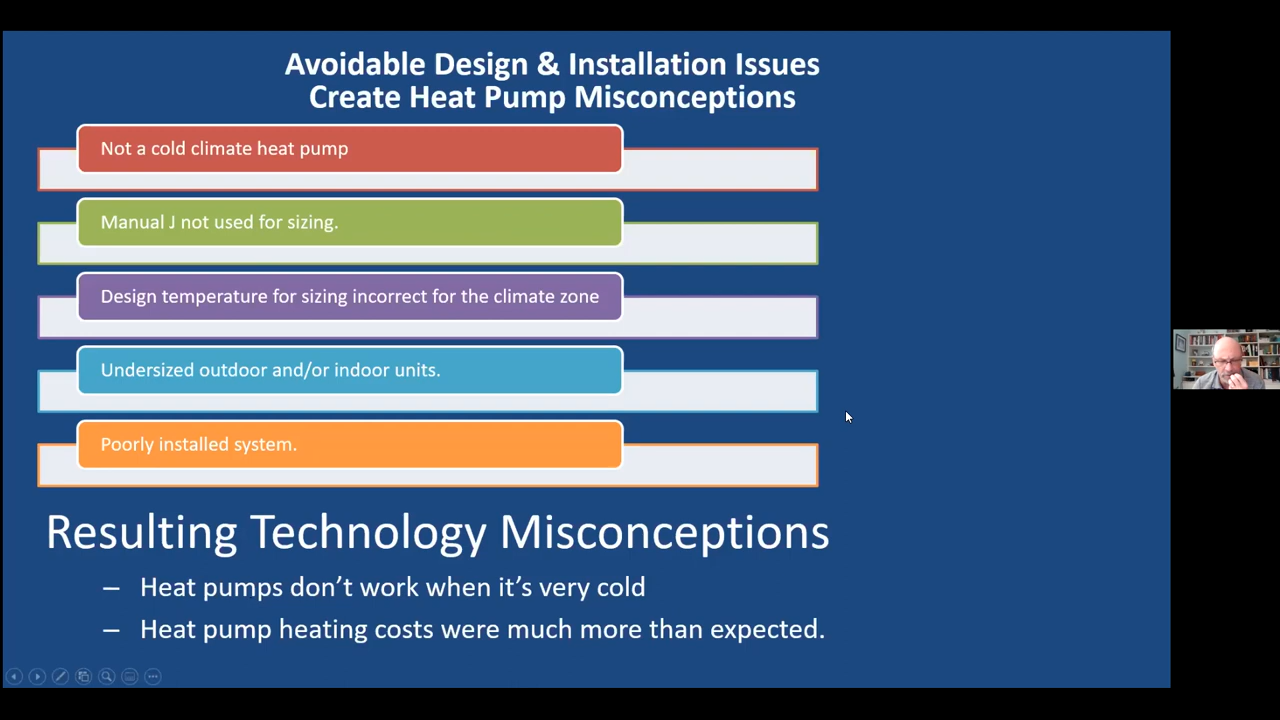 Avoidable Design & Installation Issues
Create Heat Pump Misconceptions
Not a cold climate heat pump
Manual J not used for sizing.
Design temperature for sizing incorrect for the climate zone
Undersized outdoor and/or indoor units.
Poorly installed system.
Resulting Technology Misconceptions
– Heat pumps don’t work when it’s very cold
– Heat pump heating costs were much more than expected.